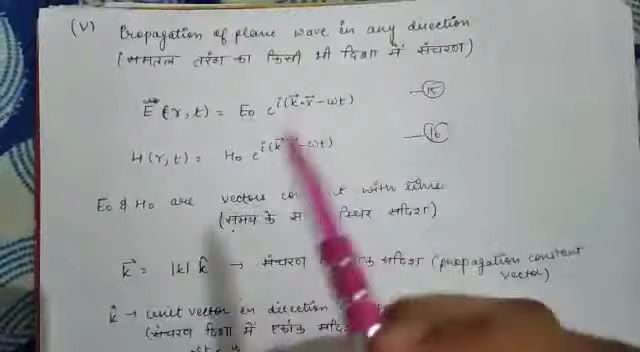 (V) Propagation of plane wave in any direction
(समतल तरंग का किसी भी दिशा में संचरण)
E⃗(r,t) = E₀ e^i(k⃗·r⃗-ωt) —(15)
H(r,t) = H₀ e^i(k⃗ -ωt) —(16)
E₀ & H₀ are vectors with time
(समय के स्थिर सदिश)
k⃗ = |k| k̂ → संचरण सदिश (propagation constant
vector)
k̂ → unit vector in direction
(संचरण दिशा में एकांक